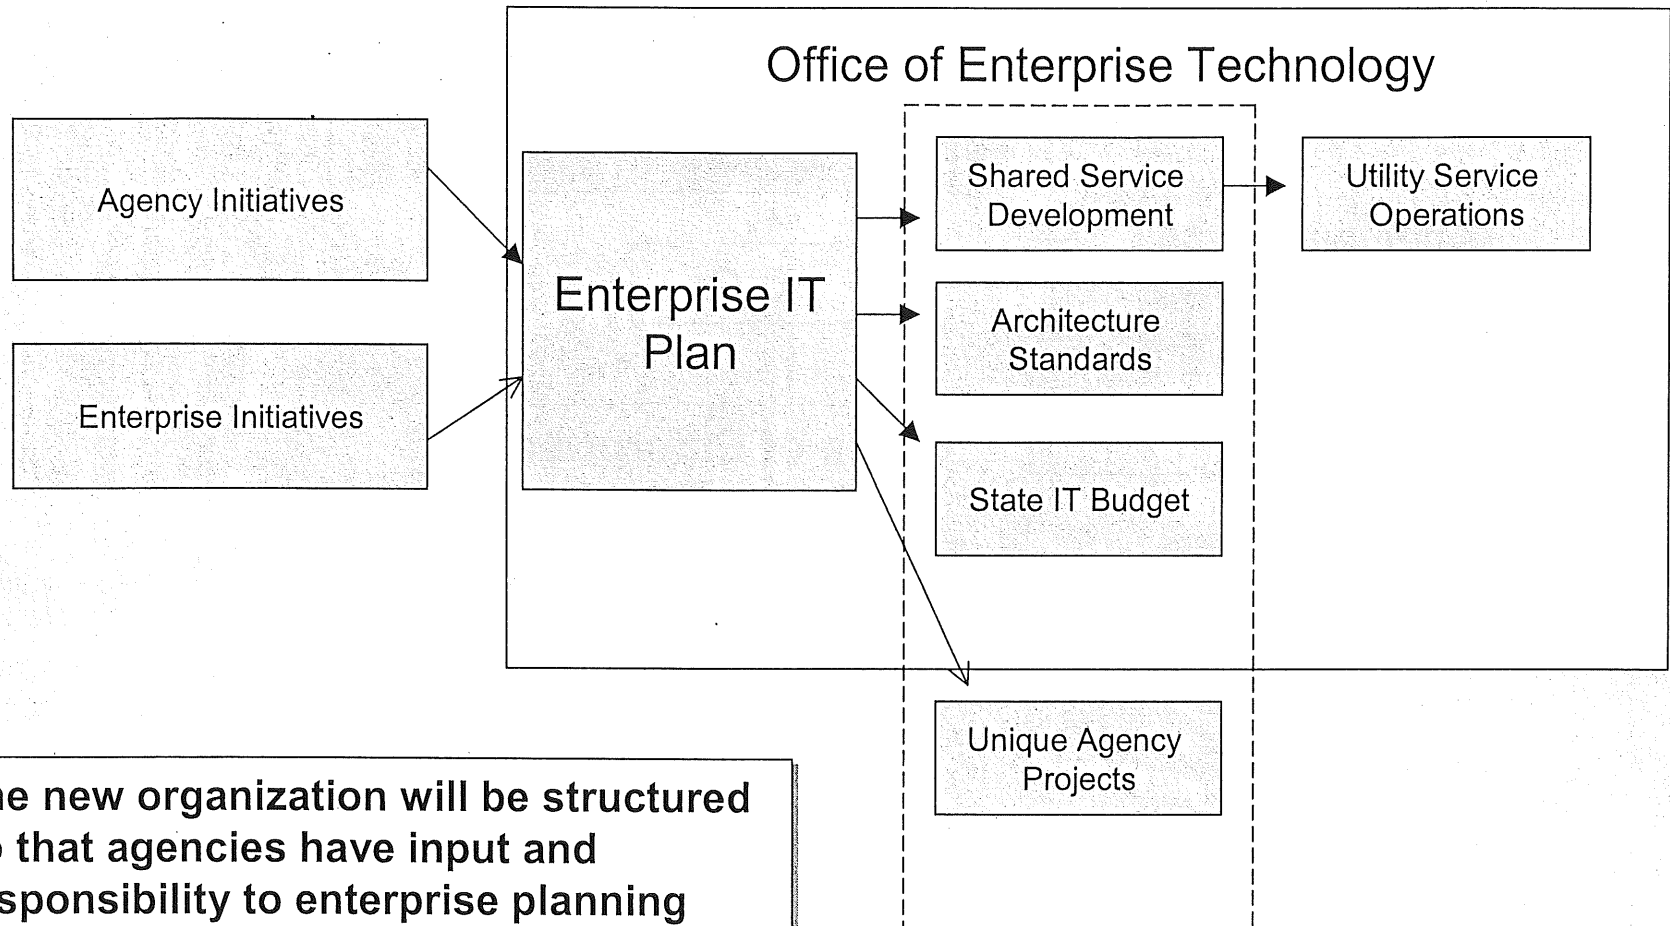 Office of Enterprise Technology
Agency Initiatives
Enterprise Initiatives
Enterprise IT
Plan
Shared Service
Development
Utility Service
Operations
Architecture
Standards
State IT Budget
Unique Agency
Projects
new organization will be structured
that agencies have input and
to enterprise planning